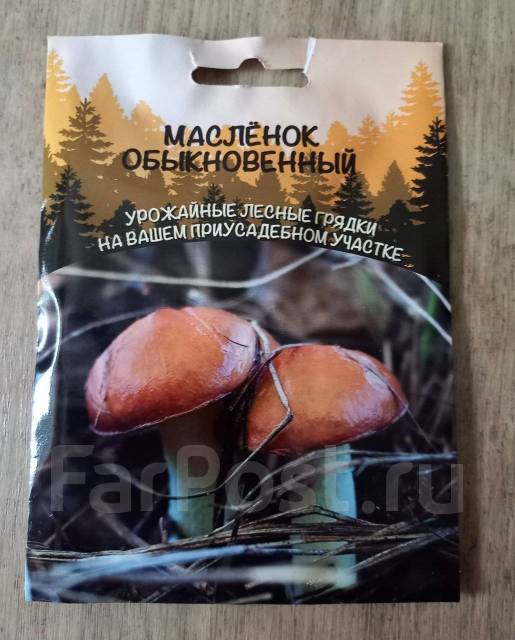 МАСЛЁНОК
ОБЫКНОВЕННЫЙ
УРОЖАЙНЫЕ ЛЕСНЫЕ ГРЯДКИ
НА ВАШЕМ ПРИУСАДЕБНОМ УЧАСТКЕ
FarPost.ru